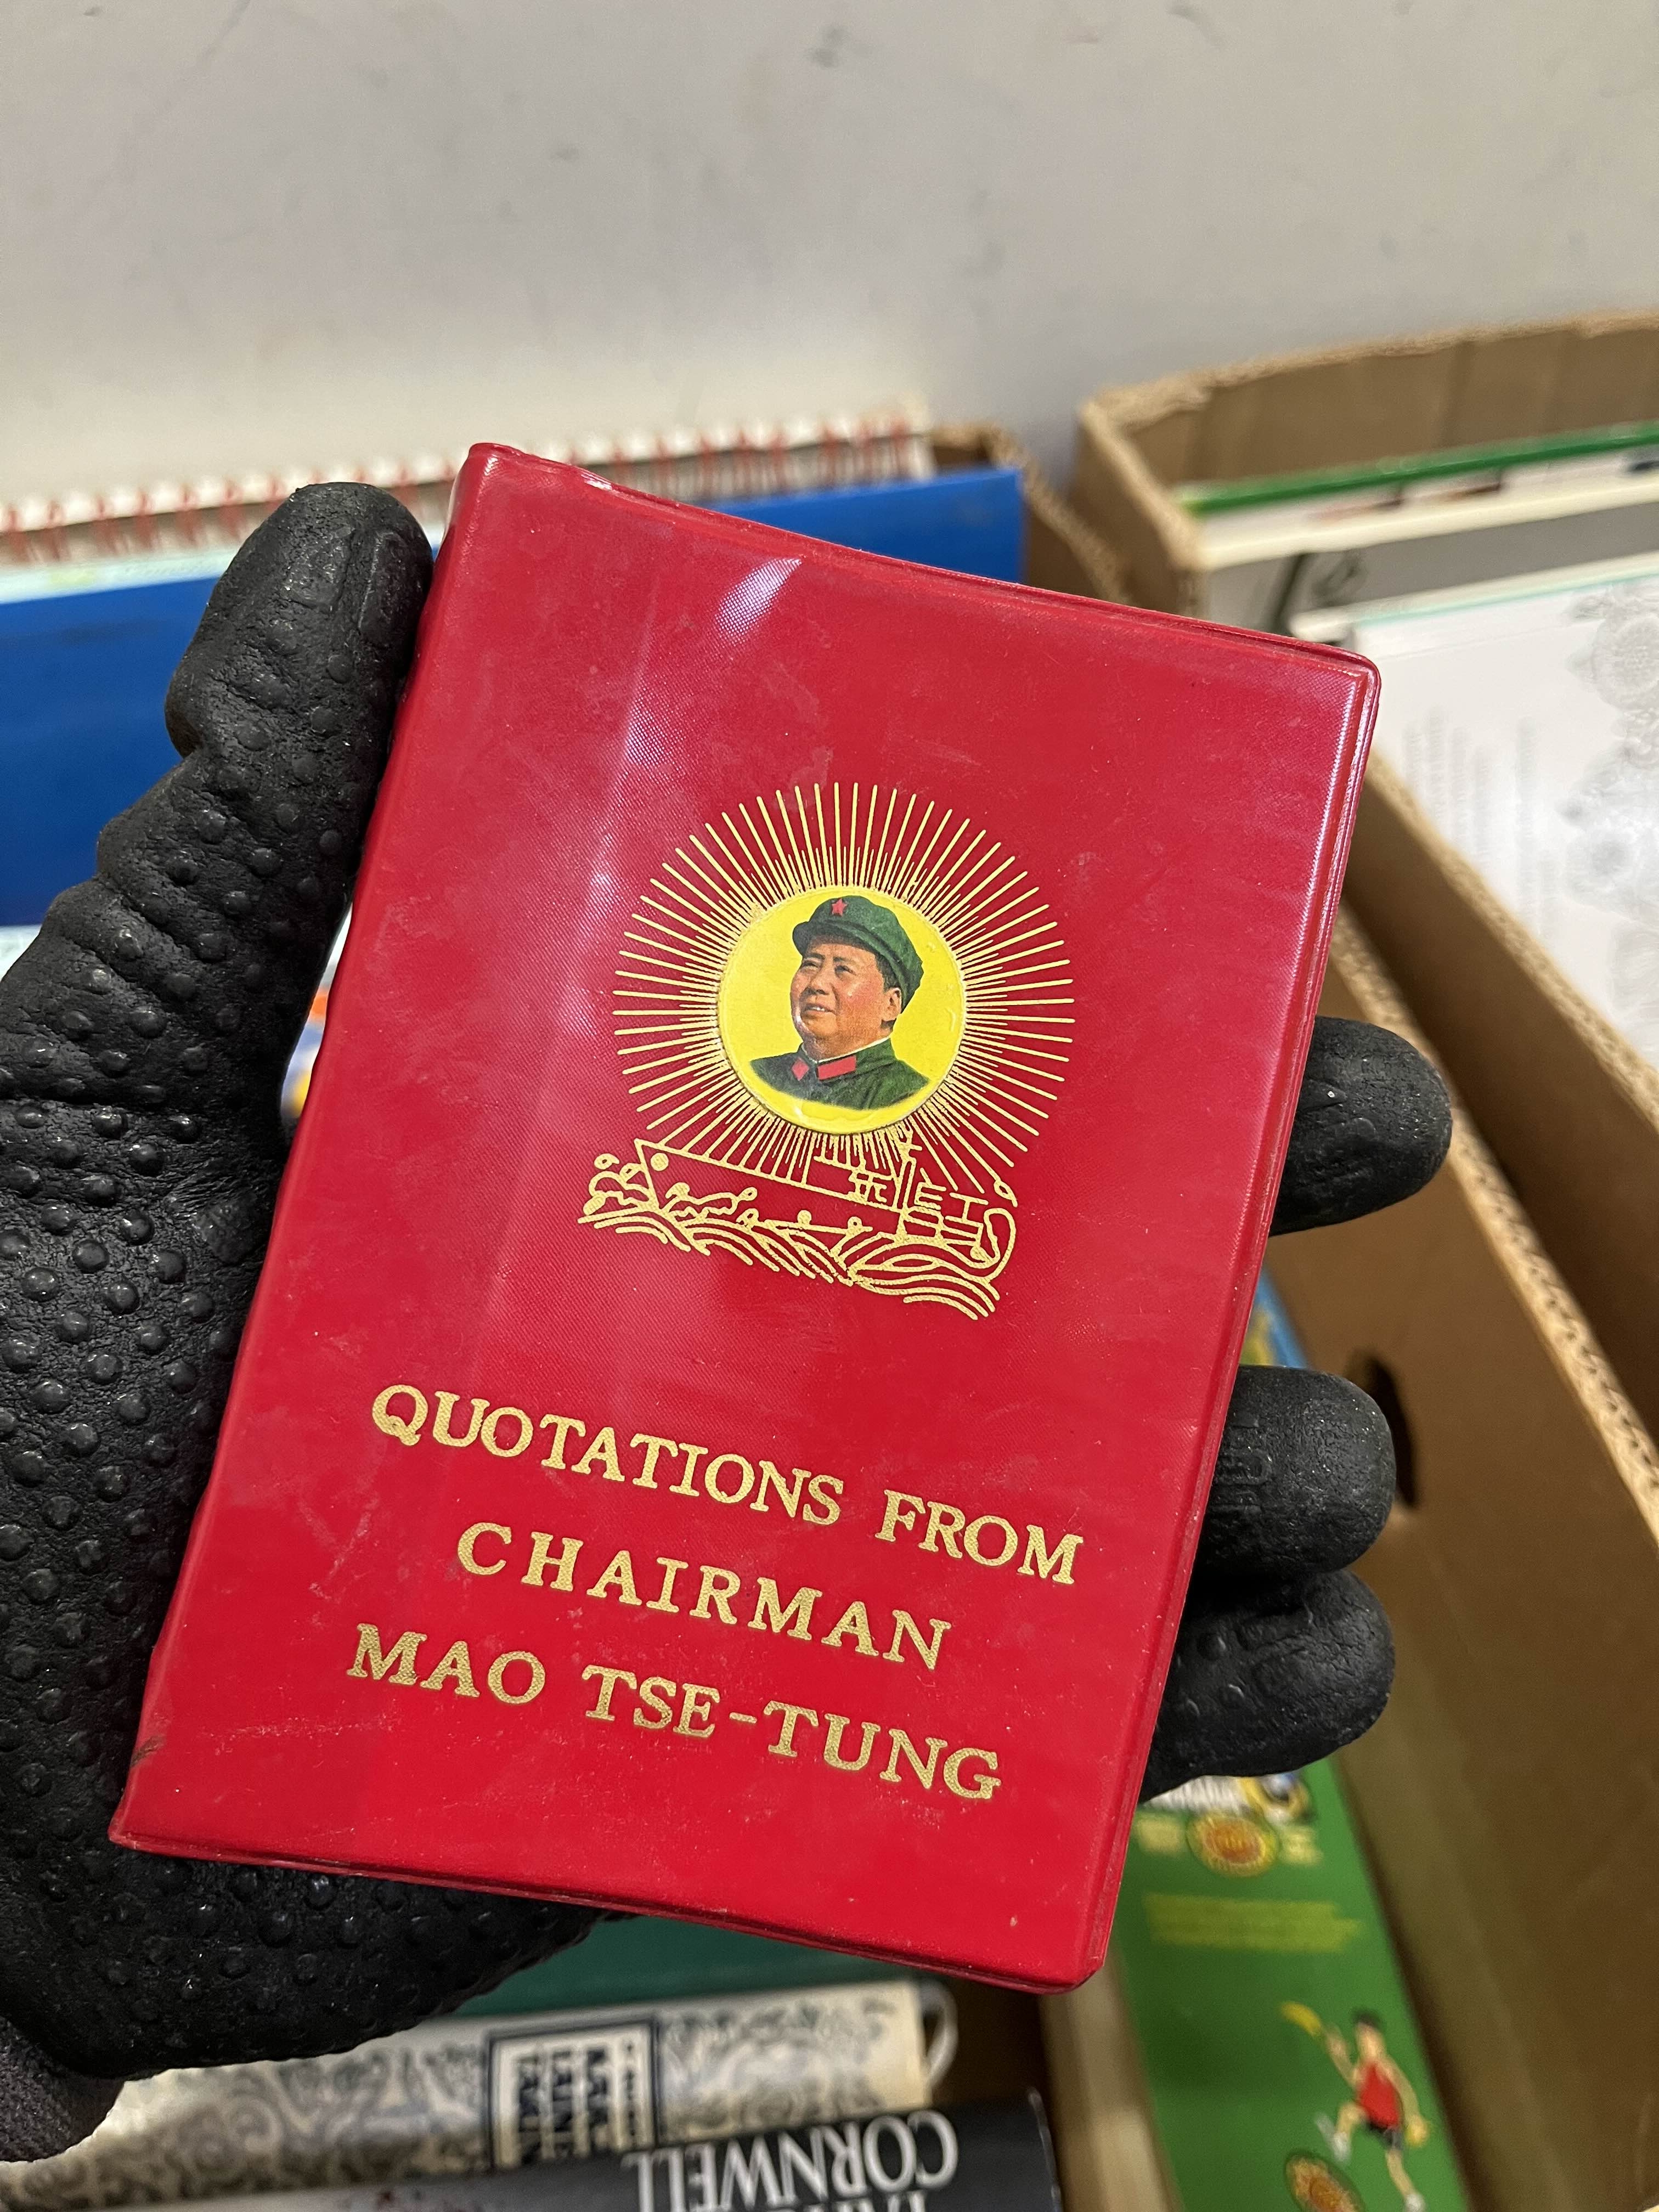 QUOTATIONS FROM
CHAIRMAN
MAO TSE-TUNG
CORNWELL